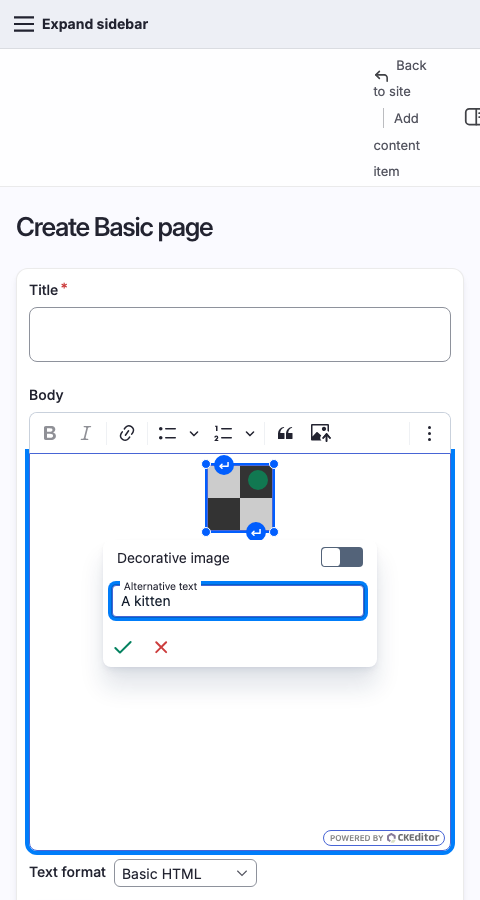 Expand sidebar
Back
to site
Add
content
item
Create Basic page
Title *
Body
B I
Decorative image
Alternative text
A kitten
POWERED BY CKEditor
Text format Basic HTML